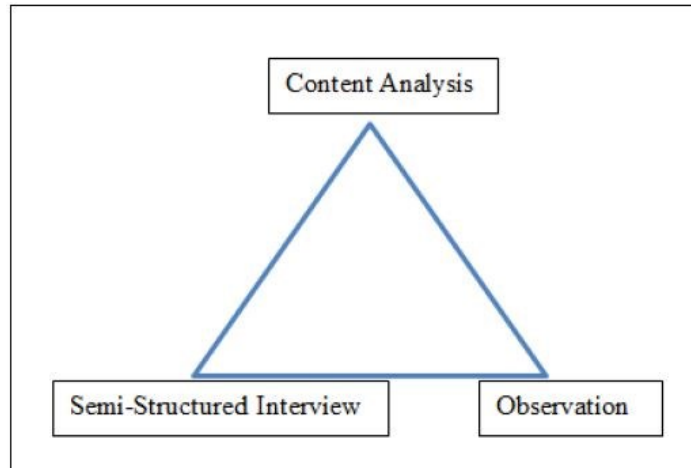 Content Analysis
Semi-Structured Interview
Observation